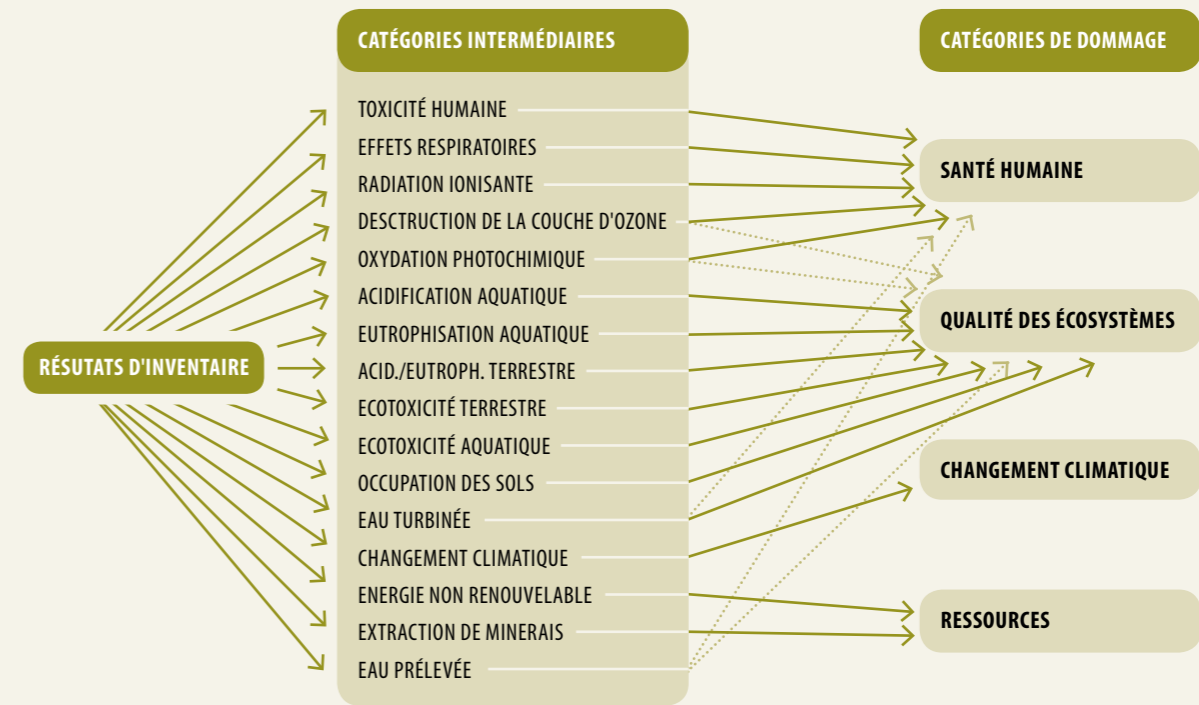 CATÉGORIES INTERMÉDIAIRES
CATÉGORIES DE DOMMAGE
RÉSUTATS D'INVENTAIRE
TOXICITÉ HUMAINE
EFFETS RESPIRATOIRES
RADIATION IONISANTE
DESCTRUCTION DE LA COUCHE D'OZONE
OXYDATION PHOTOCHIMIQUE
ACIDIFICATION AQUATIQUE
EUTROPHISATION AQUATIQUE
ACID./EUTROPH. TERRESTRE
ECOTOXICITÉ TERRESTRE
ECOTOXICITÉ AQUATIQUE
OCCUPATION DES SOLS
EAU TURBINÉE
CHANGEMENT CLIMATIQUE
ENERGIE NON RENOUVELABLE
EXTRACTION DE MINERAIS
EAU PRÉLEVÉE
SANTÉ HUMAINE
QUALITÉ DES ÉCOSYSTÈMES
CHANGEMENT CLIMATIQUE
RESSOURCES